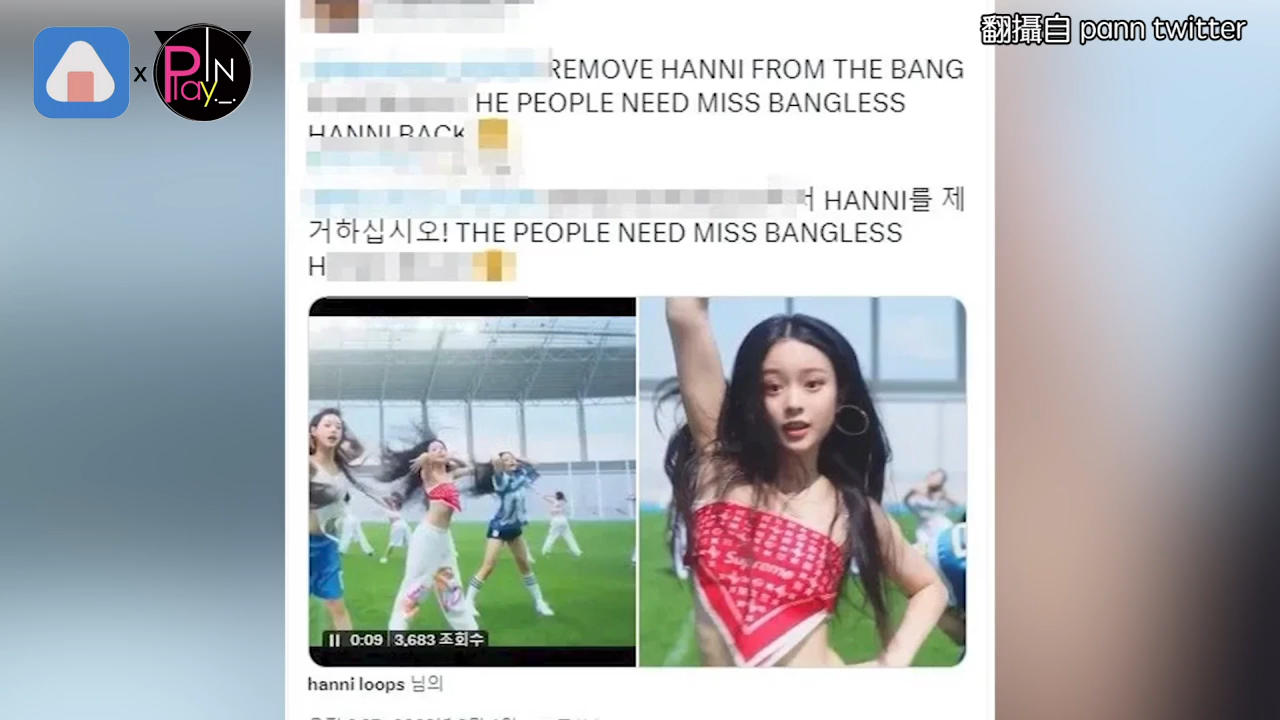 翻攝自 pann twitter
x
PlayIN
REMOVE HANNI FROM THE BANG
HE PEOPLE NEED MISS BANGLESS
HANNI BACK
서 HANNI를 제
거하십시오! THE PEOPLE NEED MISS BANGLESS
H
Supreme
0:09 3,683 조회수
hanni loops 님의